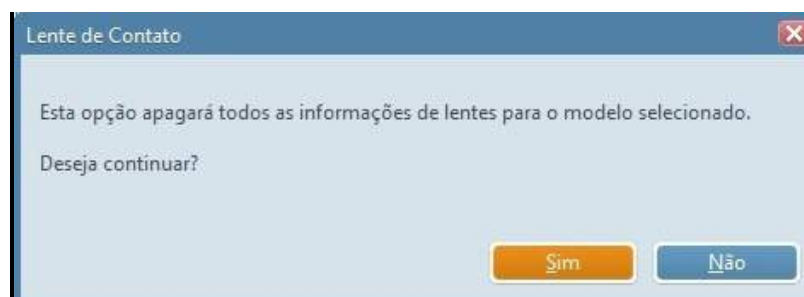 Lente de Contato
Esta opção apagará todos as informações de lentes para o modelo selecionado.
Deseja continuar?
Sim Não